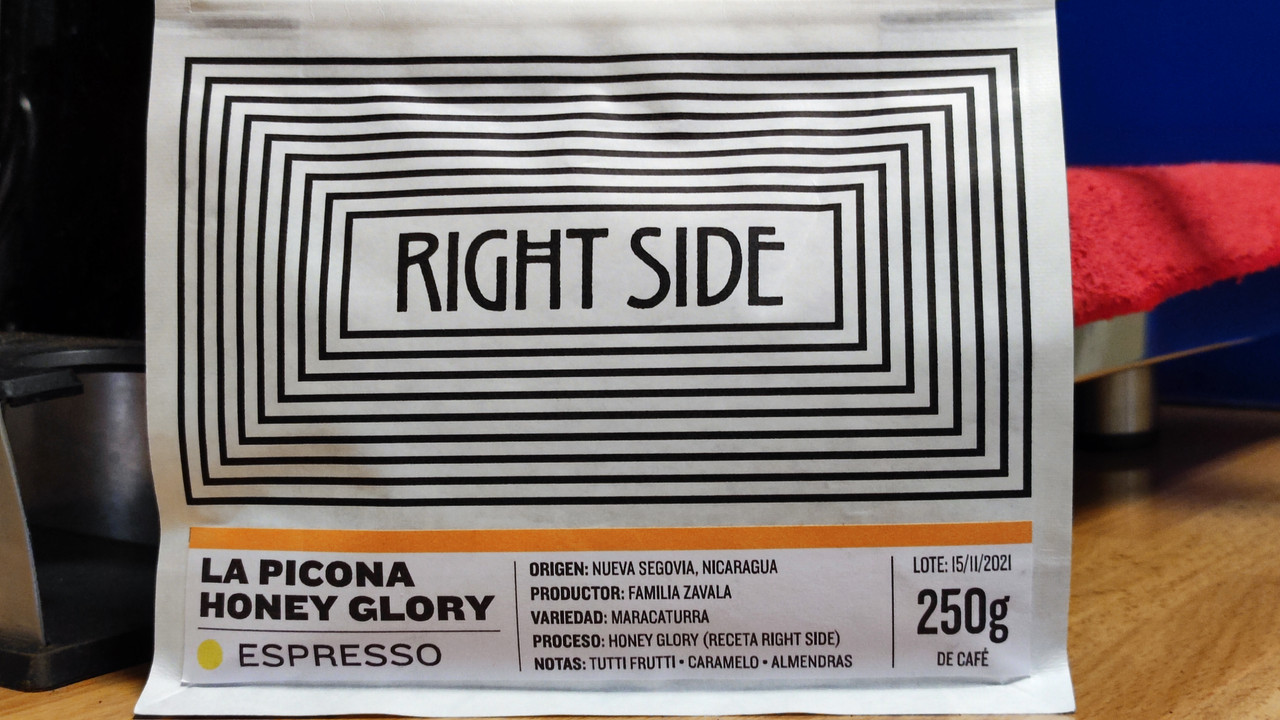 RIGHT SIDE
LA PICONA
HONEY GLORY
ESPRESSO
ORIGEN: NUEVA SEGOVIA, NICARAGUA
PRODUCTOR: FAMILIA ZAVALA
VARIEDAD: MARACATURRA
PROCESO: HONEY GLORY (RECETA RIGHT SIDE)
NOTAS: TUTTI FRUTTI • CARAMELO • ALMENDRAS
LOTE: 15/11/2021
250g
DE CAFÉ